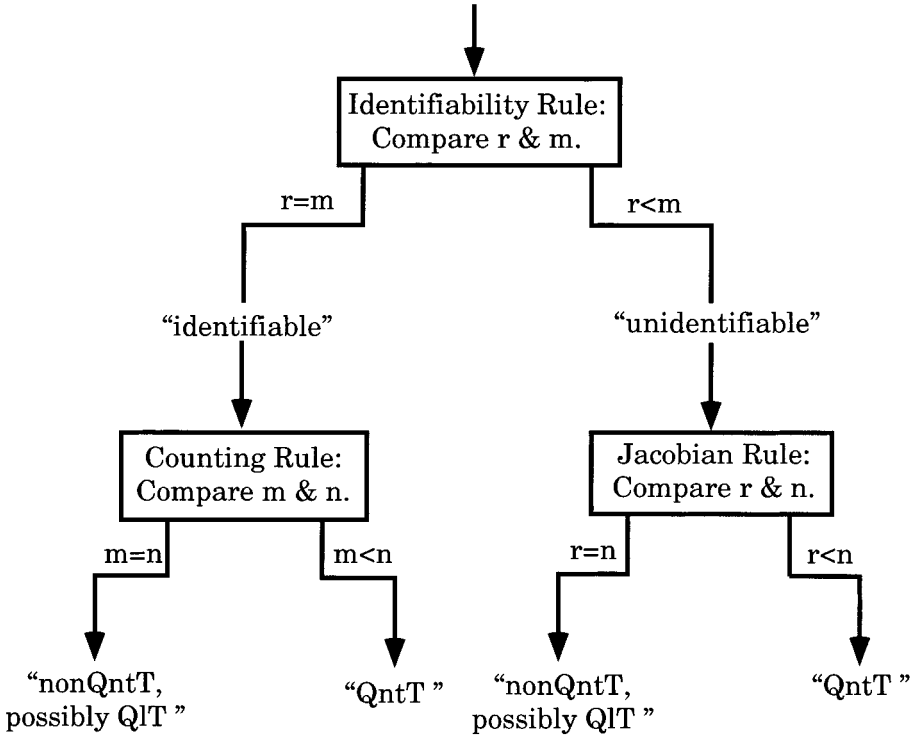 Identifiability Rule:
Compare r & m.
r=m
r<m
“identifiable”
“unidentifiable”
Counting Rule:
Compare m & n.
Jacobian Rule:
Compare r & n.
m=n
m<n
r=n
r<n
“nonQntT,
possibly QlT ”
“QntT ”
“nonQntT,
possibly QlT ”
“QntT ”